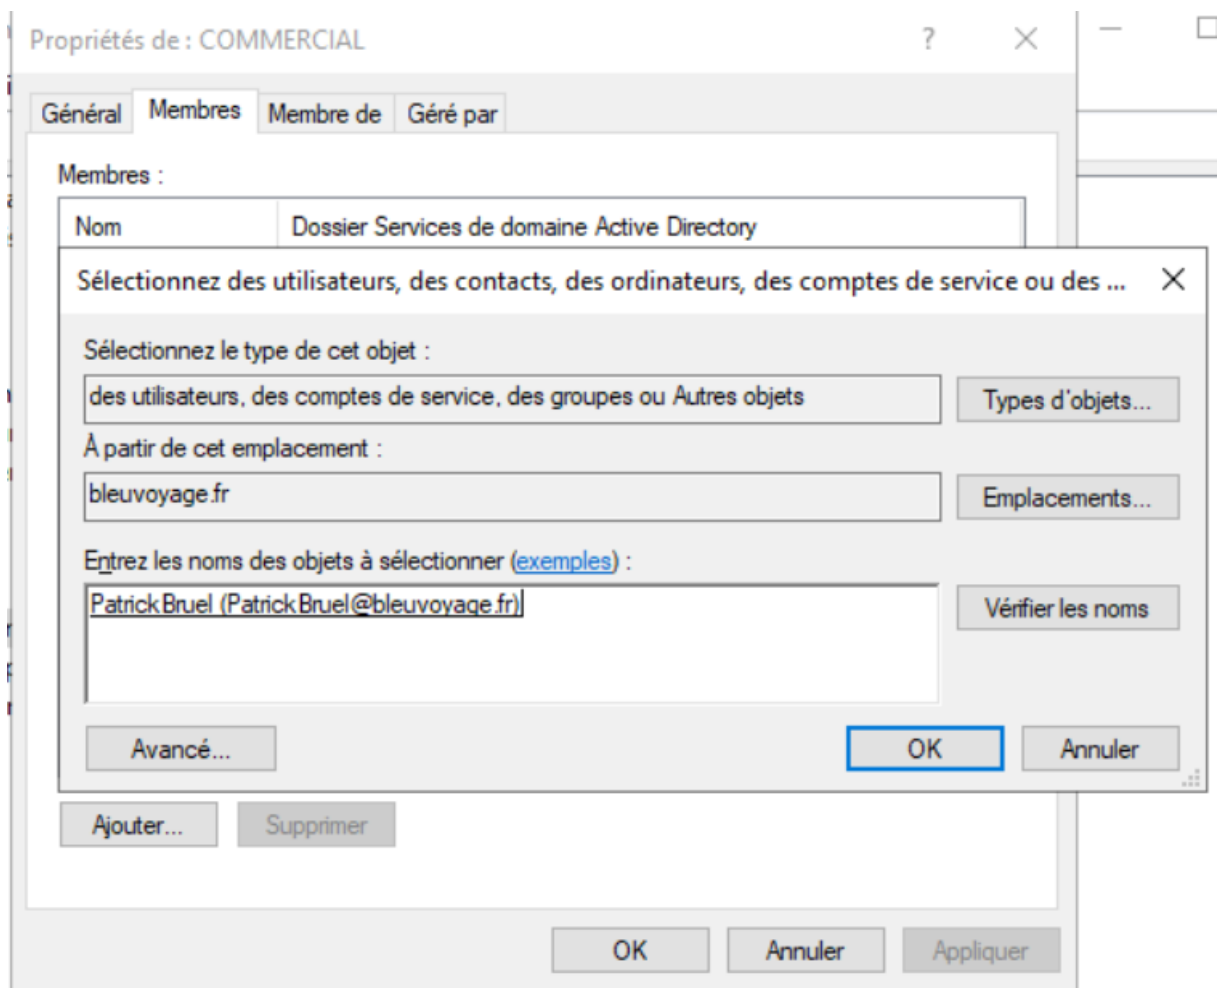 Propriétés de : COMMERCIAL
Général Membres Membre de Géré par
Membres :
Nom Dossier Services de domaine Active Directory
Sélectionnez des utilisateurs, des contacts, des ordinateurs, des comptes de service ou des ...
Sélectionnez le type de cet objet :
des utilisateurs, des comptes de service, des groupes ou Autres objets
Types d'objets...
À partir de cet emplacement :
bleuvoyage.fr
Emplacements...
Entrez les noms des objets à sélectionner (exemples) :
PatrickBruel (PatrickBruel@bleuvoyage.fr)
Vérifier les noms
Avancé... OK Annuler
Ajouter... Supprimer
OK Annuler Appliquer